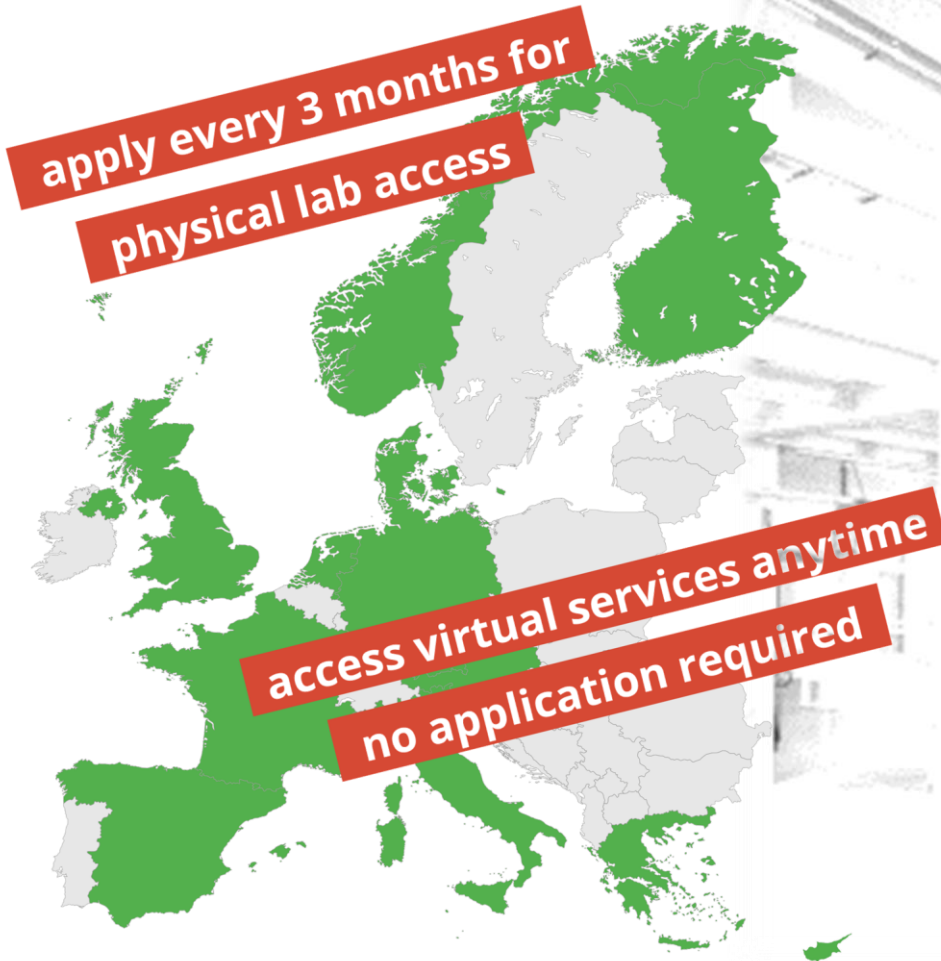 apply every 3 months for
physical lab access
access virtual services anytime
no application required